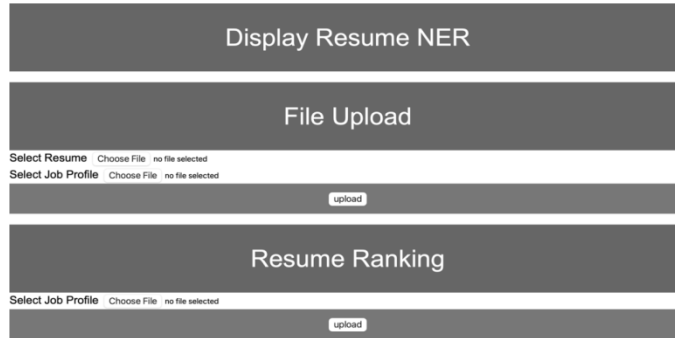 Display Resume NER
File Upload
Select Resume Choose File no file selected
Select Job Profile Choose File no file selected
upload
Resume Ranking
Select Job Profile Choose File no file selected
upload